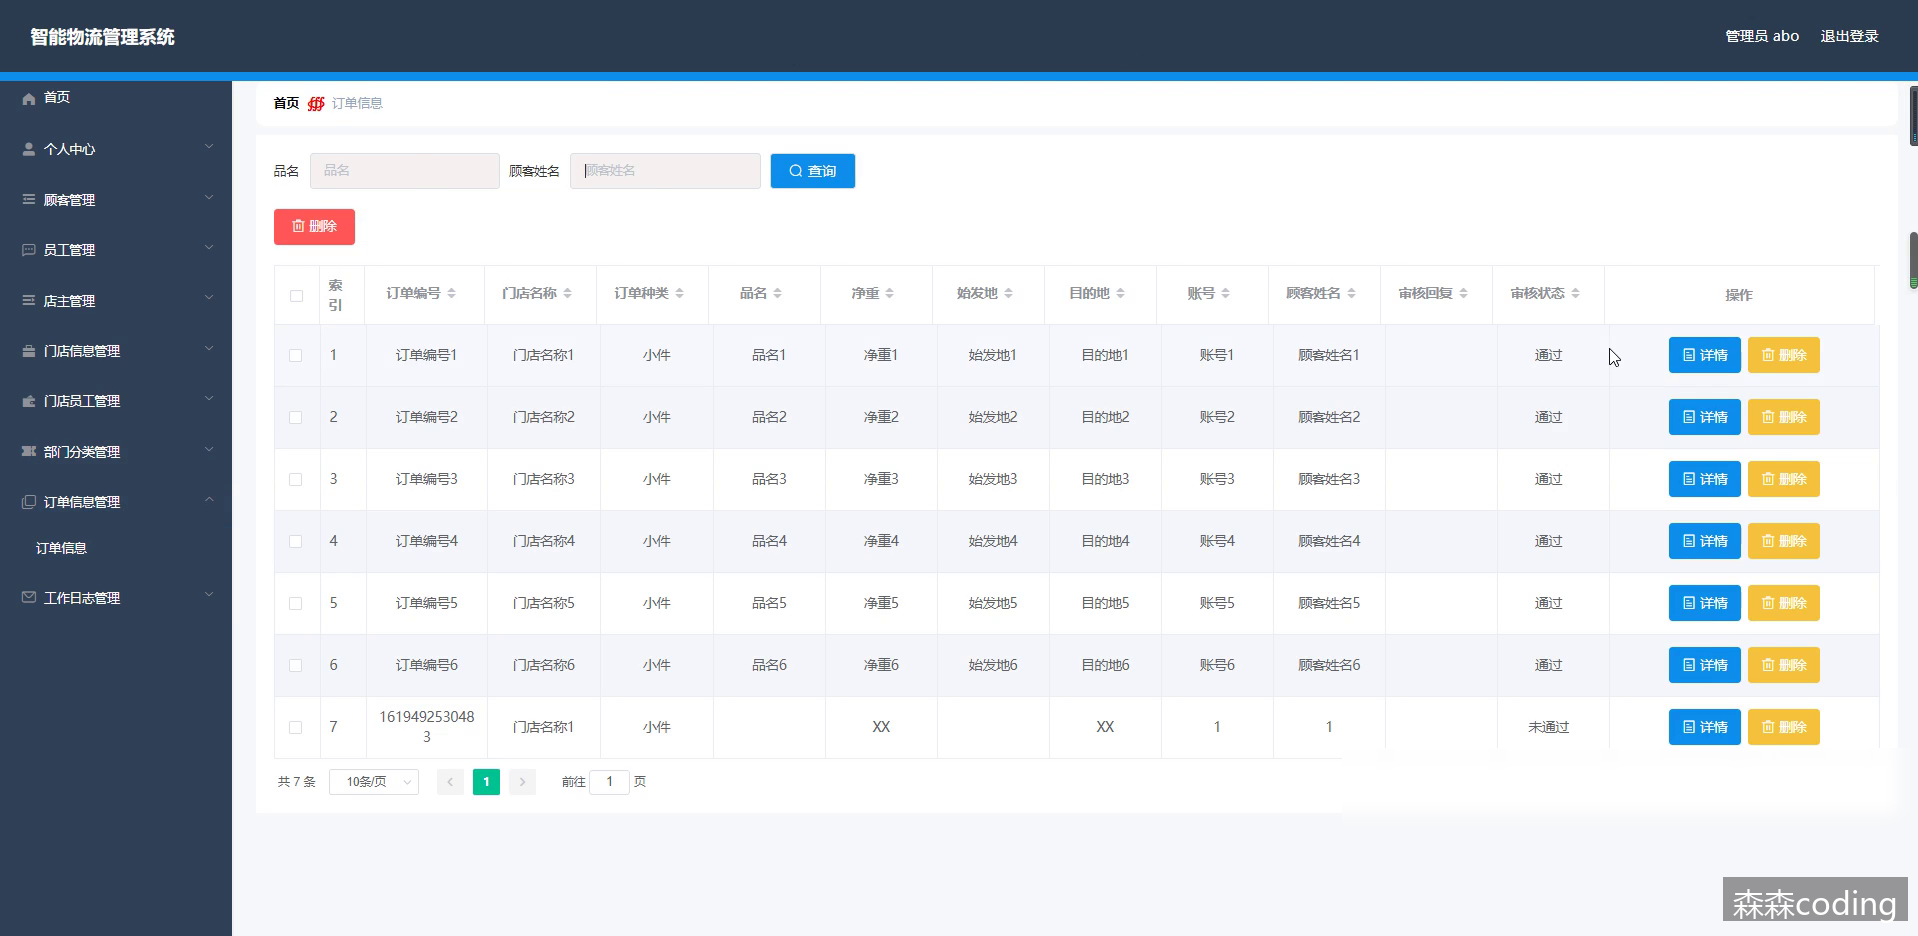 智能物流管理系统
管理员 abo 退出登录
首页
个人中心
顾客管理
员工管理
店主管理
门店信息管理
门店员工管理
部门分类管理
订单信息管理
订单信息
工作日志管理
首页 订单信息
品名 品名 顾客姓名 顾客姓名 查询
删除
索引 订单编号 门店名称 订单种类 品名 净重 始发地 目的地 账号 顾客姓名 审核回复 审核状态 操作
1 订单编号1 门店名称1 小件 品名1 净重1 始发地1 目的地1 账号1 顾客姓名1 通过 详情 删除
2 订单编号2 门店名称2 小件 品名2 净重2 始发地2 目的地2 账号2 顾客姓名2 通过 详情 删除
3 订单编号3 门店名称3 小件 品名3 净重3 始发地3 目的地3 账号3 顾客姓名3 通过 详情 删除
4 订单编号4 门店名称4 小件 品名4 净重4 始发地4 目的地4 账号4 顾客姓名4 通过 详情 删除
5 订单编号5 门店名称5 小件 品名5 净重5 始发地5 目的地5 账号5 顾客姓名5 通过 详情 删除
6 订单编号6 门店名称6 小件 品名6 净重6 始发地6 目的地6 账号6 顾客姓名6 通过 详情 删除
7 1619492530483 门店名称1 小件 XX XX 1 1 未通过 详情 删除
共 7 条 10条/页 1 前往 1 页
森森coding